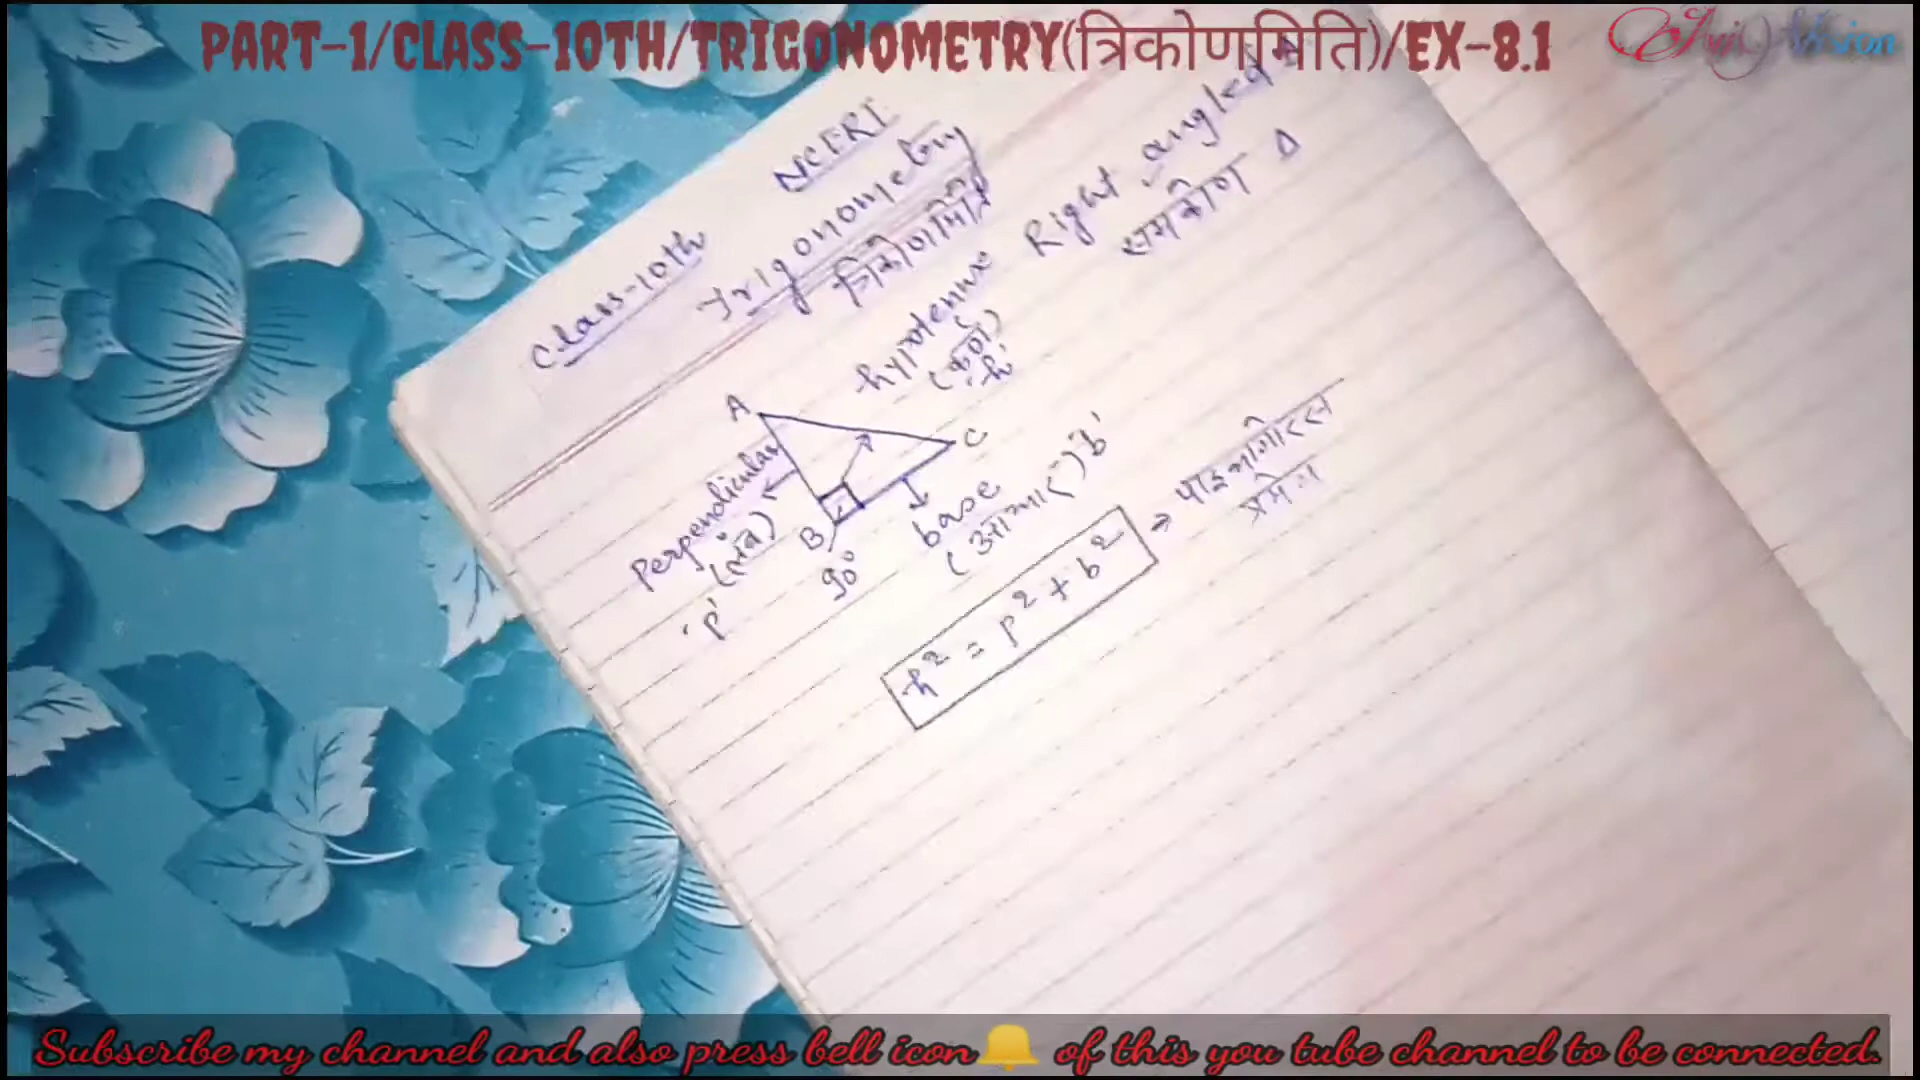 PART-1/CLASS-10TH/TRIGONOMETRY(त्रिकोणमिति)/EX-8.1
NCERT
Class-10th
Trigonometry
त्रिकोणमिति
Right angled Δ
समकोण Δ
hypotenuse
(कर्ण)
'h'
A
C
B
90°
Perpendicular
(लंब)
'P'
base
(आधार) 'b'
h² = p² + b² → पाइथागोरस
प्रमेय
Subscribe my channel and also press bell icon🔔 of this you tube channel to be connected.